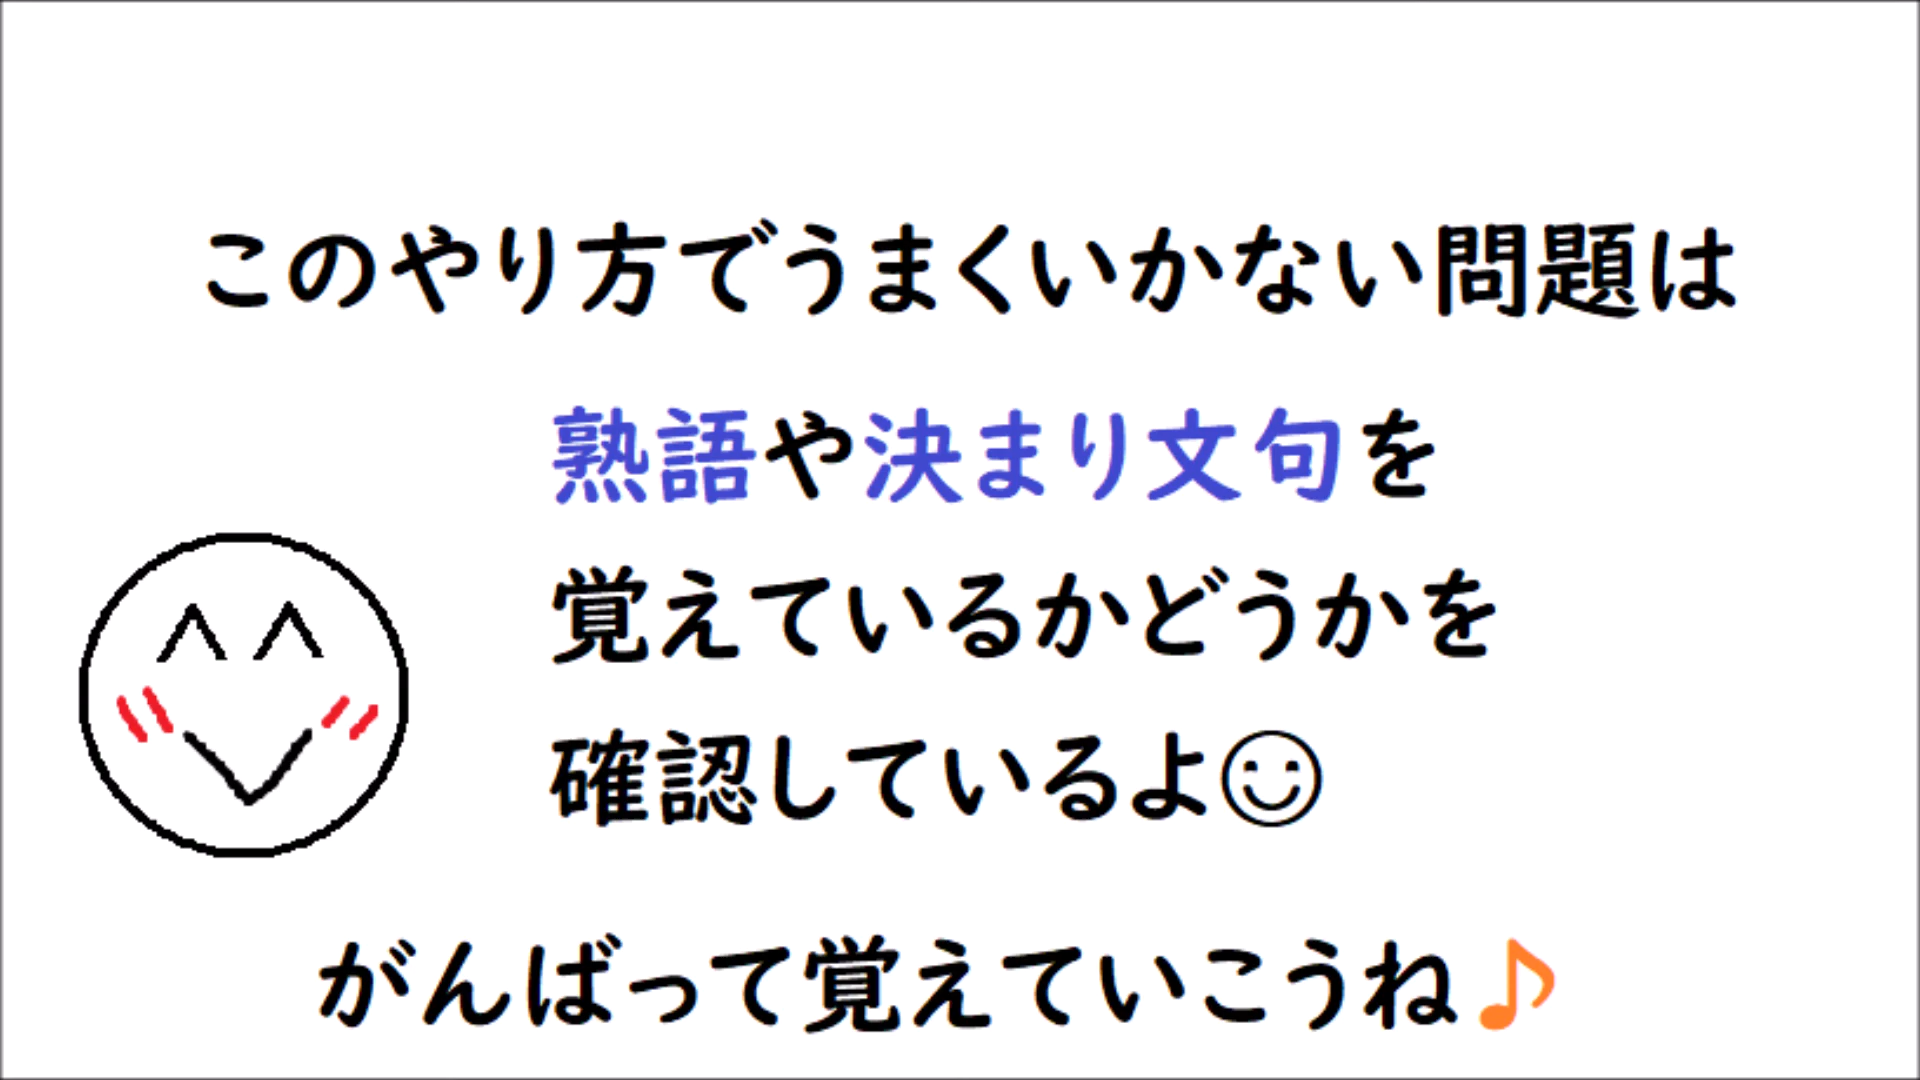 このやり方でうまくいかない問題は
熟語や決まり文句を
覚えているかどうかを
確認しているよ☺
がんばって覚えていこうね♪